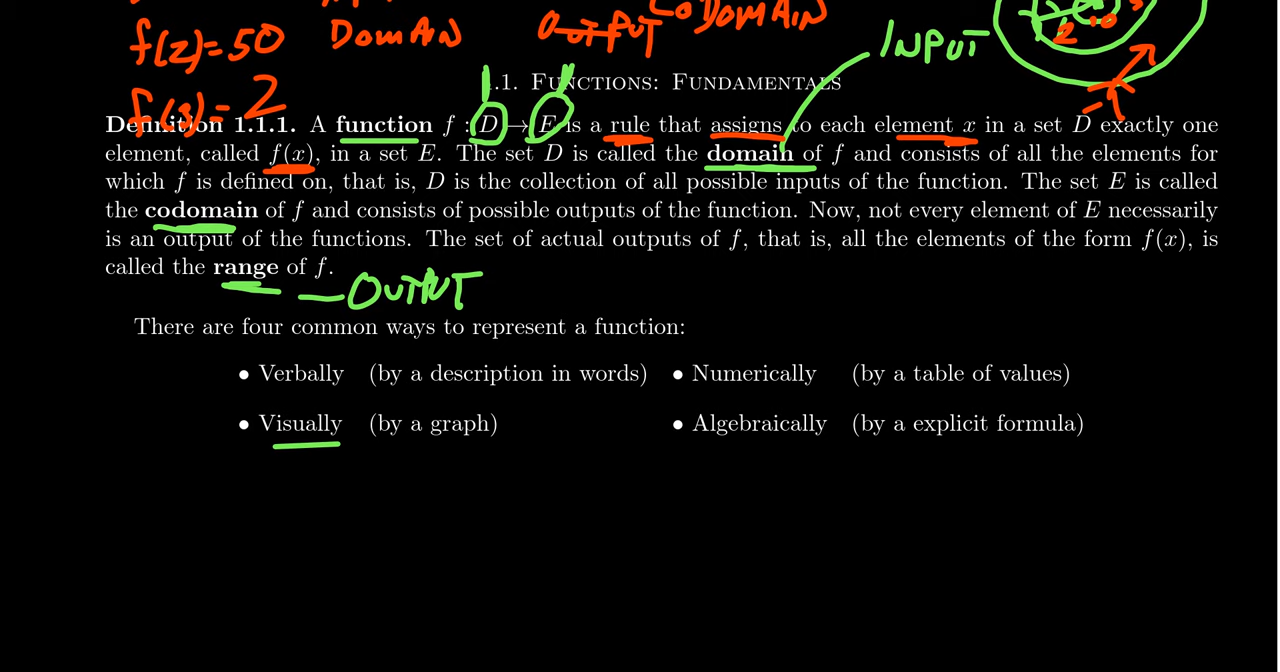 CODOMAIN
f(2)=50 DOMAIN OUTPUT INPUT
1.1. FUNCTIONS: FUNDAMENTALS
f(3)=2
Definition 1.1.1. A function f : D → E is a rule that assigns to each element x in a set D exactly one
element, called f(x), in a set E. The set D is called the domain of f and consists of all the elements for
which f is defined on, that is, D is the collection of all possible inputs of the function. The set E is called
the codomain of f and consists of possible outputs of the function. Now, not every element of E necessarily
is an output of the functions. The set of actual outputs of f, that is, all the elements of the form f(x), is
called the range of f.
OUTPUT
There are four common ways to represent a function:
• Verbally (by a description in words) • Numerically (by a table of values)
• Visually (by a graph) • Algebraically (by a explicit formula)